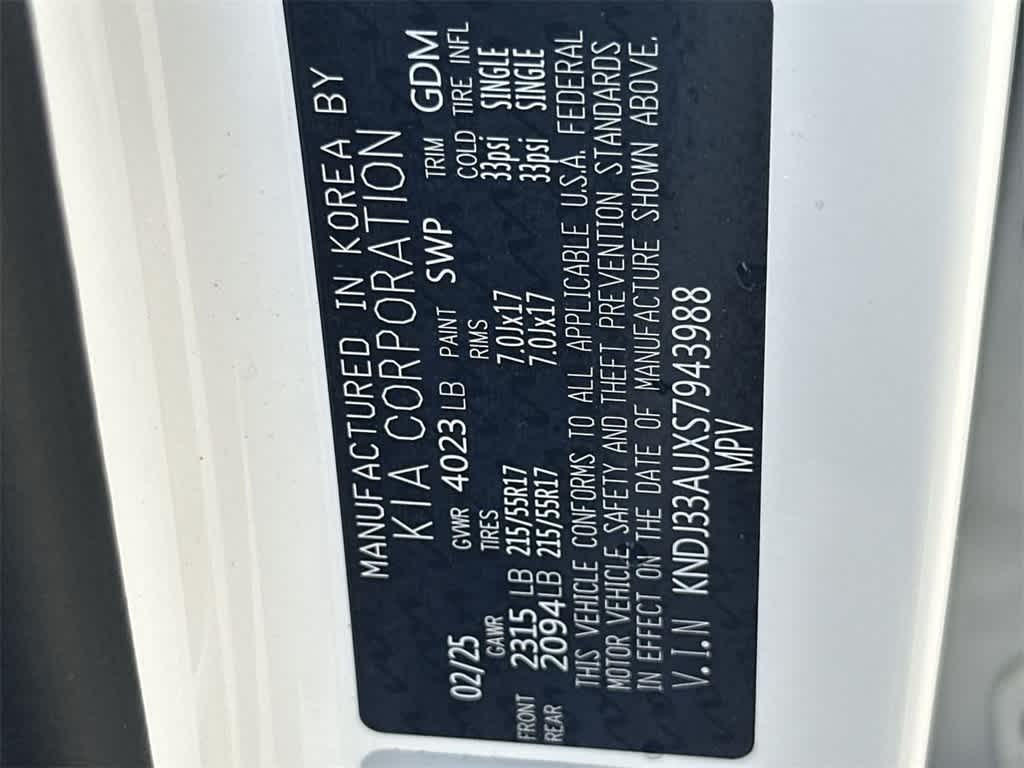 MANUFACTURED IN KOREA BY
KIA CORPORATION
02/25 GVWR 4023 LB PAINT SWP TRIM GDM
GAWR TIRES RIMS COLD TIRE INFL
FRONT 2315 LB 215/55R17 7.0Jx17 33psi SINGLE
REAR 2094 LB 215/55R17 7.0Jx17 33psi SINGLE
THIS VEHICLE CONFORMS TO ALL APPLICABLE U.S.A. FEDERAL
MOTOR VEHICLE SAFETY AND THEFT PREVENTION STANDARDS
IN EFFECT ON THE DATE OF MANUFACTURE SHOWN ABOVE.
V.I.N KNDJ33AUXS7943988
MPV